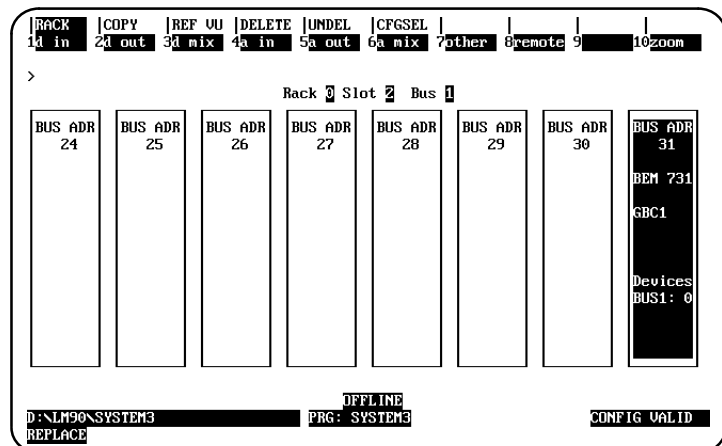 |RACK |COPY |REF VU |DELETE |UNDEL |CFGSEL | | | |
1d in 2d out 3d mix 4a in 5a out 6a mix 7other 8remote 9 10zoom
>
Rack 0 Slot 2 Bus 1
BUS ADR BUS ADR BUS ADR BUS ADR BUS ADR BUS ADR BUS ADR BUS ADR
24 25 26 27 28 29 30 31
BEM 731
GBC1
Devices
BUS1: 0
OFFLINE
D:\LM90\SYSTEM3 PRG: SYSTEM3 CONFIG VALID
REPLACE